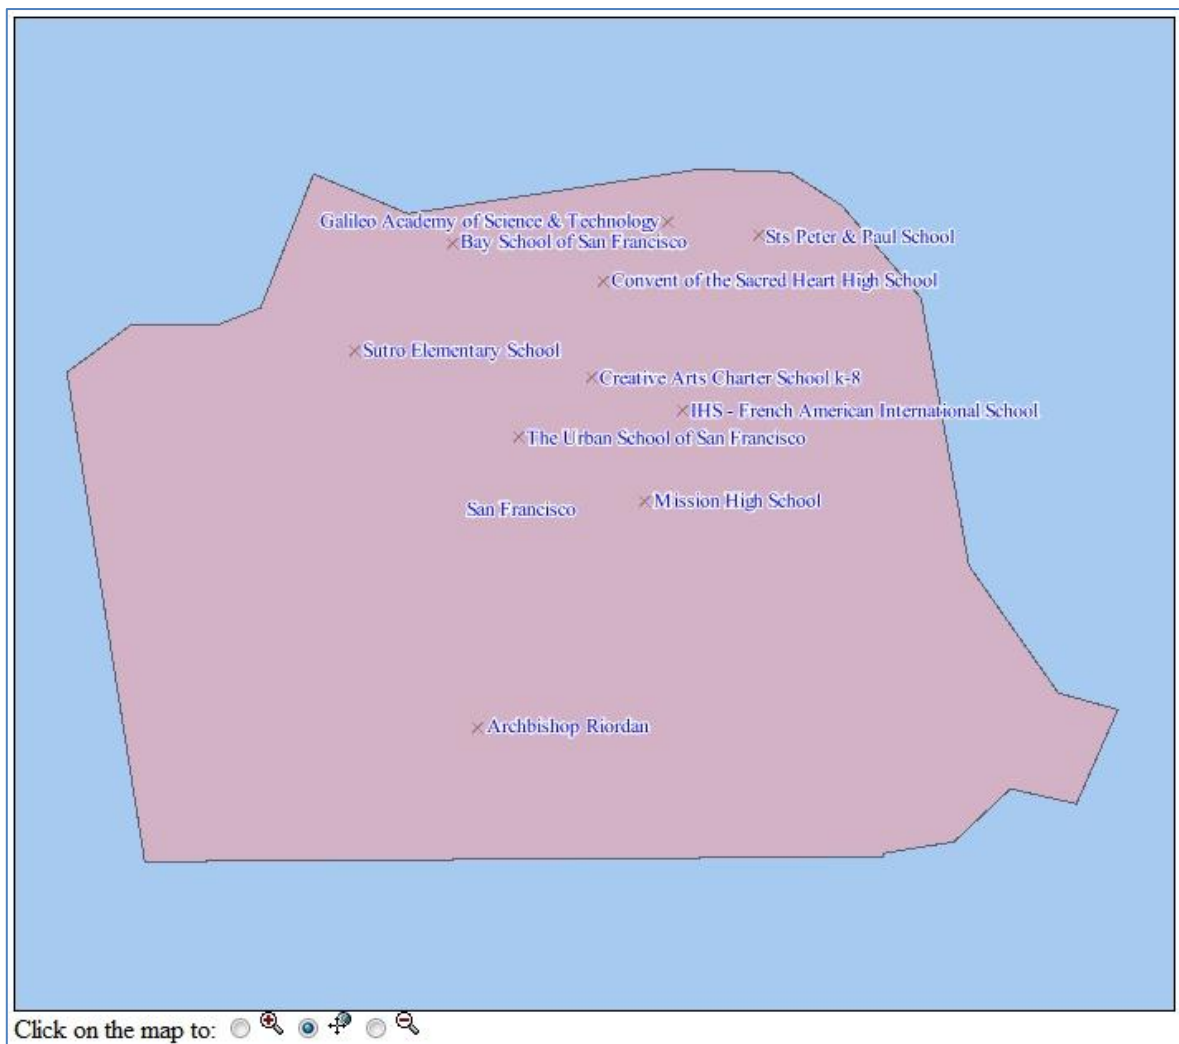 Galileo Academy of Science & Technology
Sts Peter & Paul School
Bay School of San Francisco
Convent of the Sacred Heart High School
Sutro Elementary School
Creative Arts Charter School k-8
IHS - French American International School
The Urban School of San Francisco
Mission High School
San Francisco
Archbishop Riordan
Click on the map to: